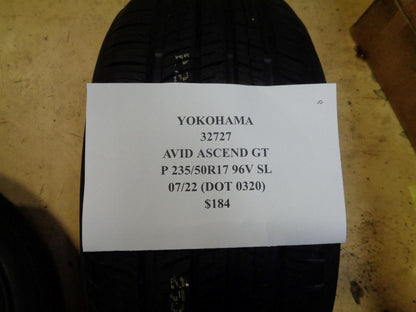 YOKOHAMA
32727
AVID ASCEND GT
P 235/50R17 96V SL
07/22 (DOT 0320)
$184